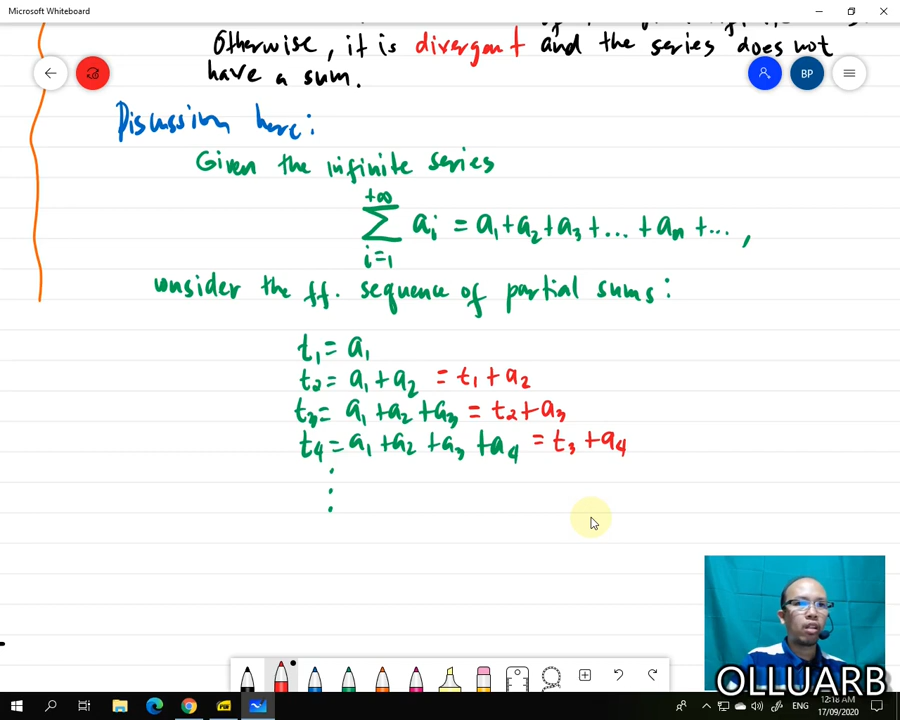 Microsoft Whiteboard
Otherwise, it is divergent and the series does not
have a sum.
BP
Discussion here:
Given the infinite series
+∞
∑ aᵢ = a₁+a₂+a₃+...+aₙ+... ,
i=1
consider the ff. sequence of partial sums:
t₁= a₁
t₂= a₁+a₂ = t₁+a₂
t₃= a₁+a₂+a₃ = t₂+a₃
t₄=a₁+a₂+a₃+a₄ = t₃+a₄
⋮
OLLUARB
12:18 AM
ENG
17/09/2020